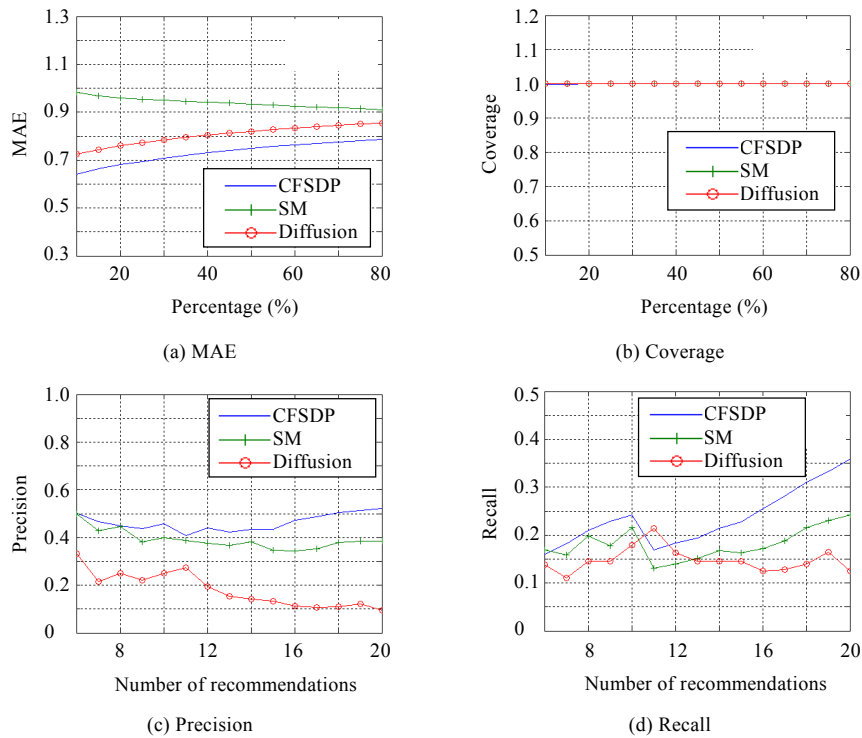 1.3
1.1
0.9
0.7
0.5
0.3
MAE
20
40
60
80
Percentage (%)
CFSDP
SM
Diffusion
(a) MAE
1.2
1.1
1.0
0.9
0.8
0.7
0.6
0.5
Coverage
20
40
60
80
Percentage (%)
CFSDP
SM
Diffusion
(b) Coverage
1.0
0.8
0.6
0.4
0.2
0
Precision
8
12
16
20
Number of recommendations
CFSDP
SM
Diffusion
(c) Precision
0.5
0.4
0.3
0.2
0.1
0
Recall
8
12
16
20
Number of recommendations
CFSDP
SM
Diffusion
(d) Recall